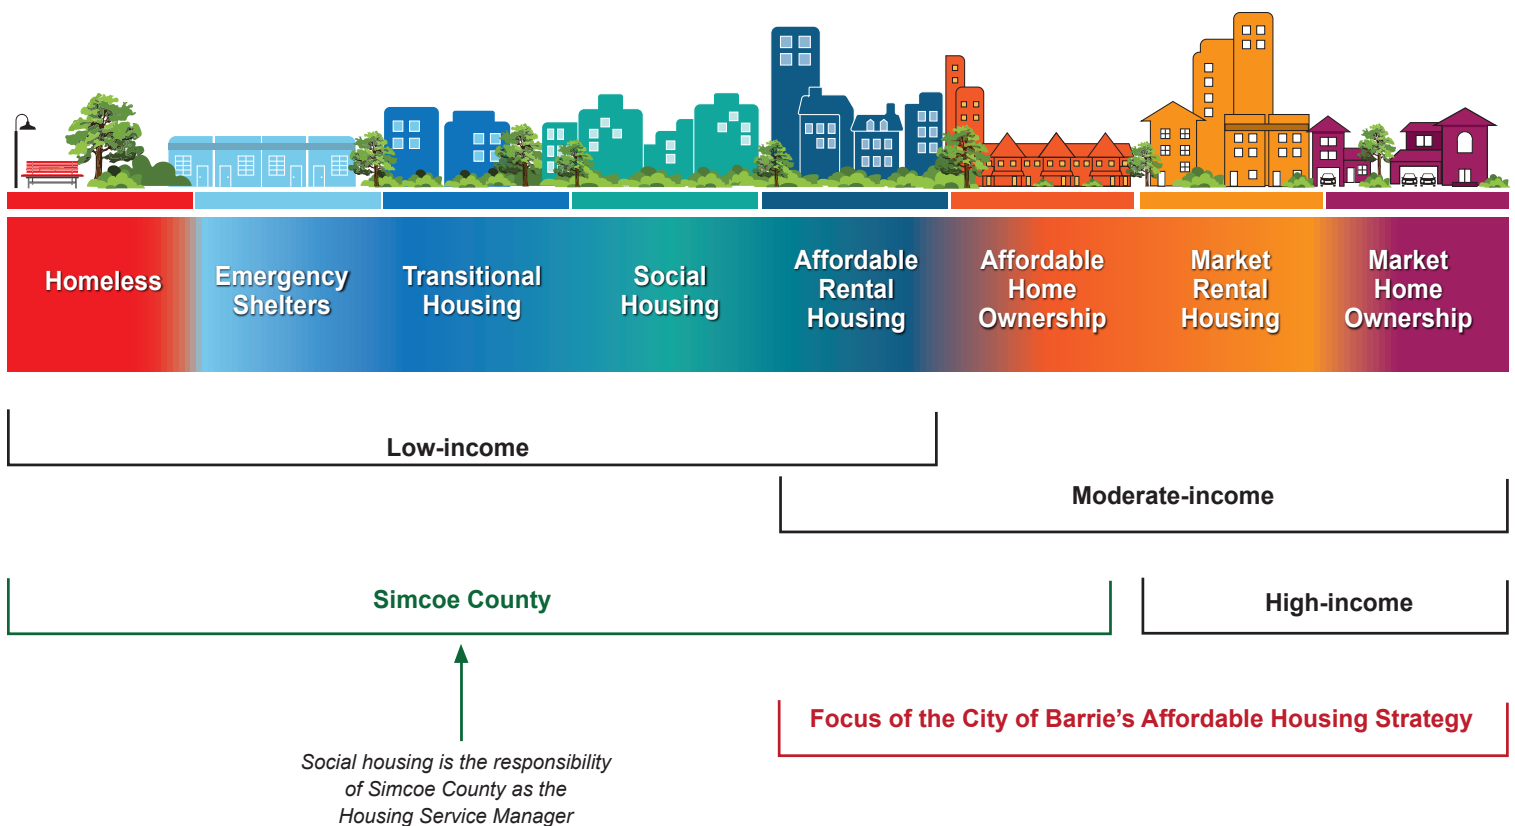 Homeless
Emergency
Shelters
Transitional
Housing
Social
Housing
Affordable
Rental
Housing
Affordable
Home
Ownership
Market
Rental
Housing
Market
Home
Ownership
Low-income
Moderate-income
Simcoe County
High-income
Focus of the City of Barrie’s Affordable Housing Strategy
Social housing is the responsibility
of Simcoe County as the
Housing Service Manager